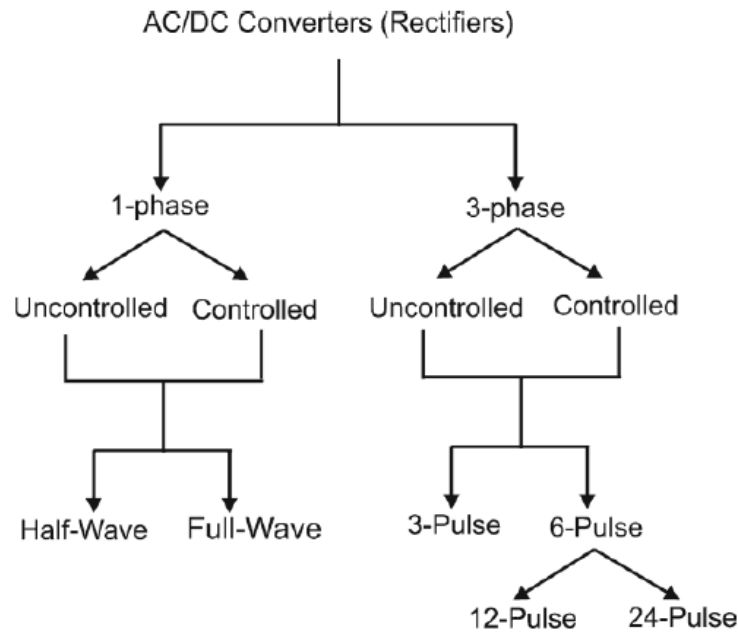 AC/DC Converters (Rectifiers)
1-phase
3-phase
Uncontrolled
Controlled
Uncontrolled
Controlled
Half-Wave
Full-Wave
3-Pulse
6-Pulse
12-Pulse
24-Pulse